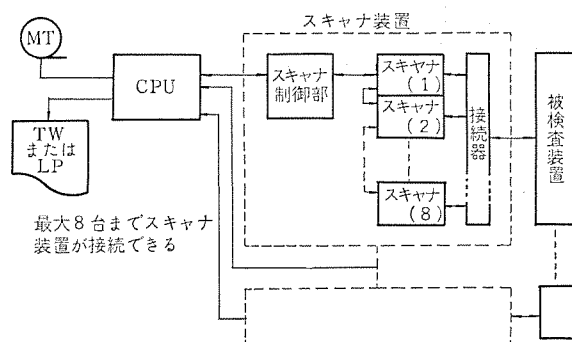 スキャナ装置
MT
CPU
スキャナ
制御部
スキャナ
(1)
スキャナ
(2)
スキャナ
(8)
接続器
被検査装置
TW
または
LP
最大8台までスキャナ
装置が接続できる